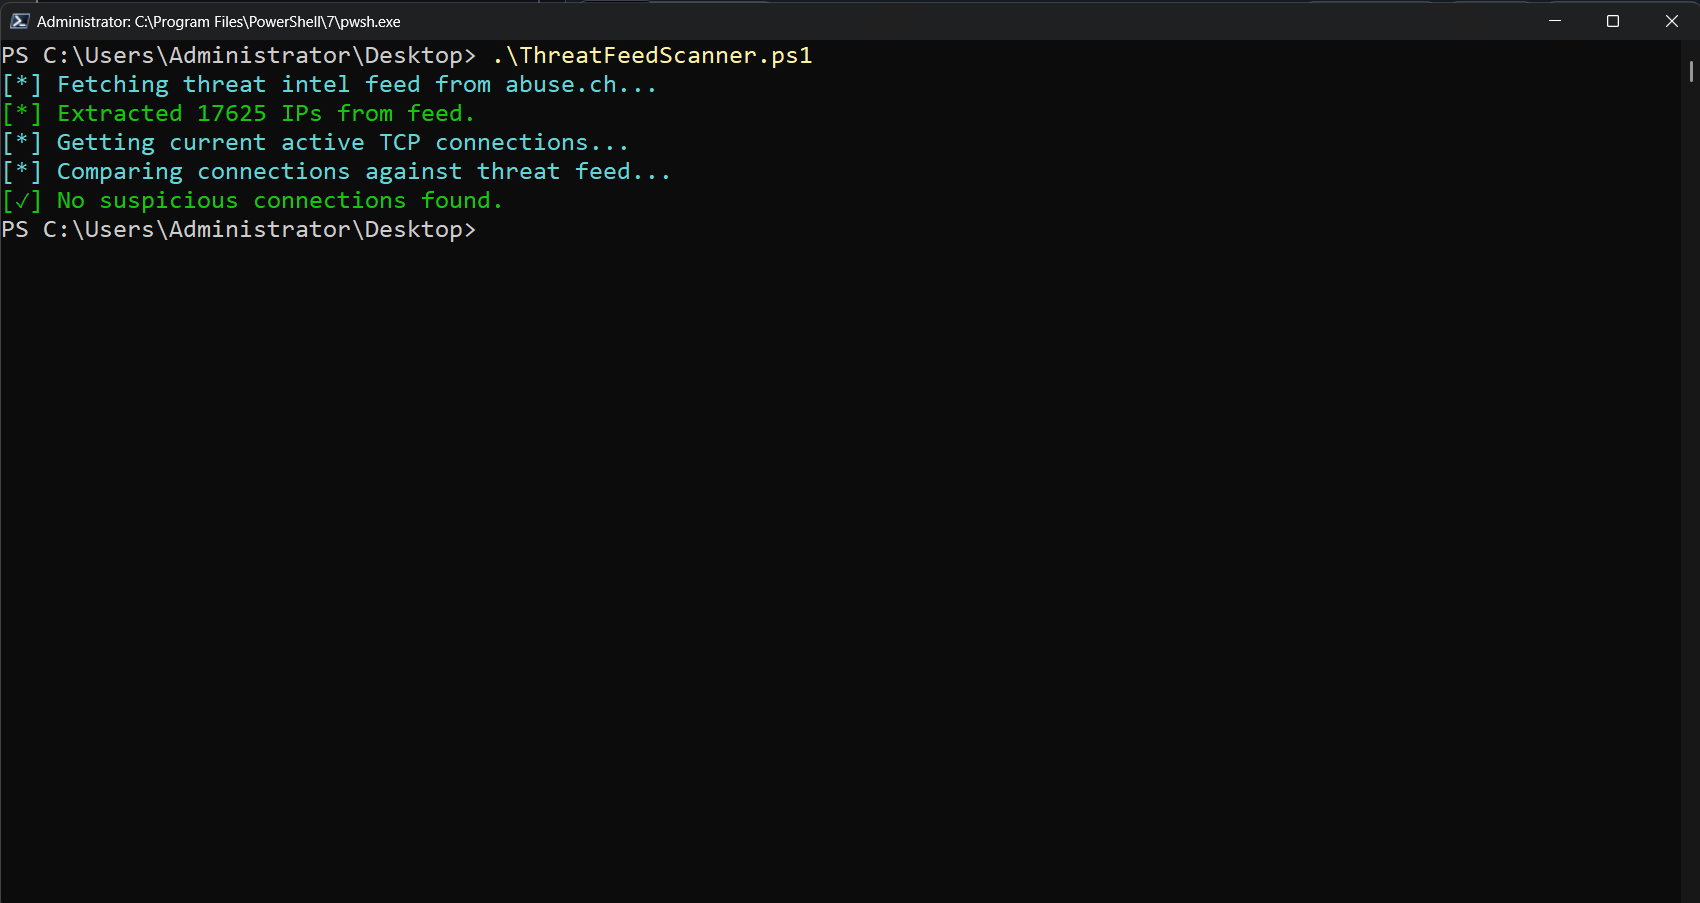 Administrator: C:\Program Files\PowerShell\7\pwsh.exe
PS C:\Users\Administrator\Desktop> .\ThreatFeedScanner.ps1
[*] Fetching threat intel feed from abuse.ch...
[*] Extracted 17625 IPs from feed.
[*] Getting current active TCP connections...
[*] Comparing connections against threat feed...
[✓] No suspicious connections found.
PS C:\Users\Administrator\Desktop>